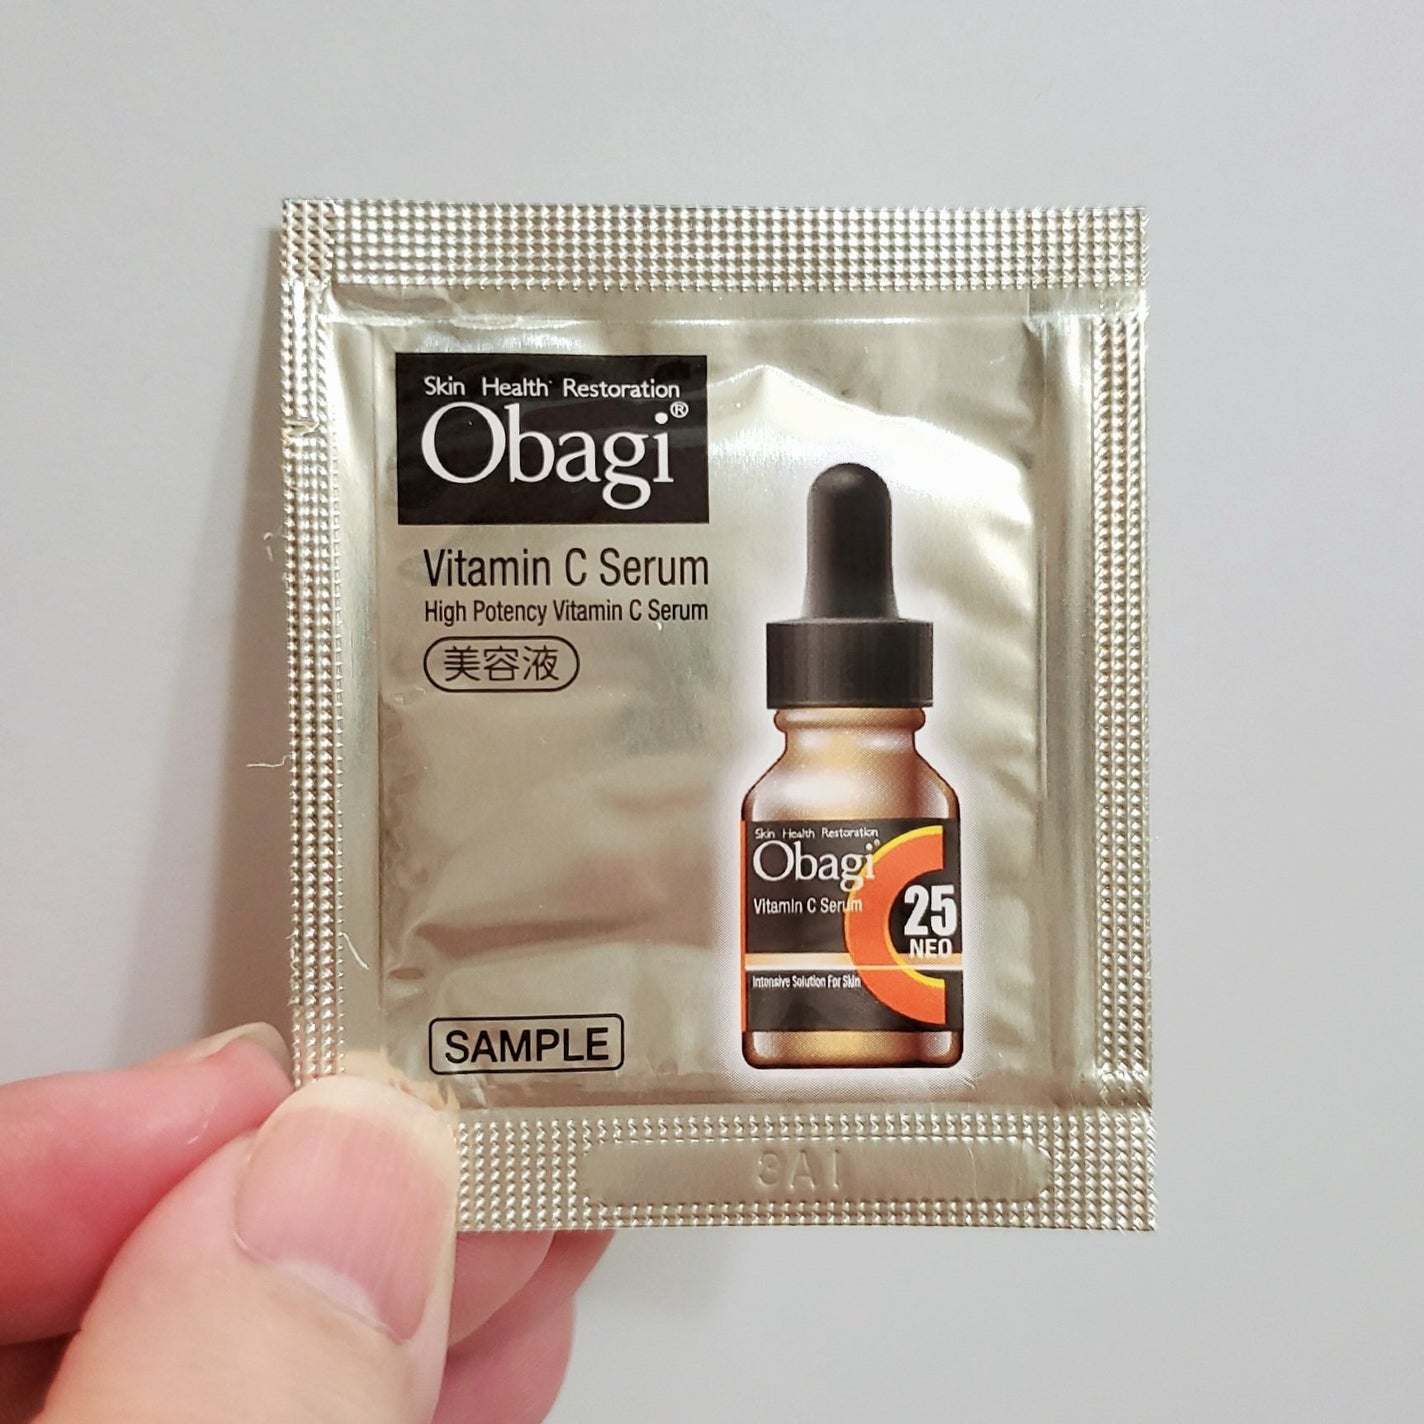 Skin Health Restoration
Obagi®
Vitamin C Serum
High Potency Vitamin C Serum
美容液
Skin Health Restoration
Obagi®
Vitamin C Serum
C
25
NEO
Intensive Solution For Skin
SAMPLE